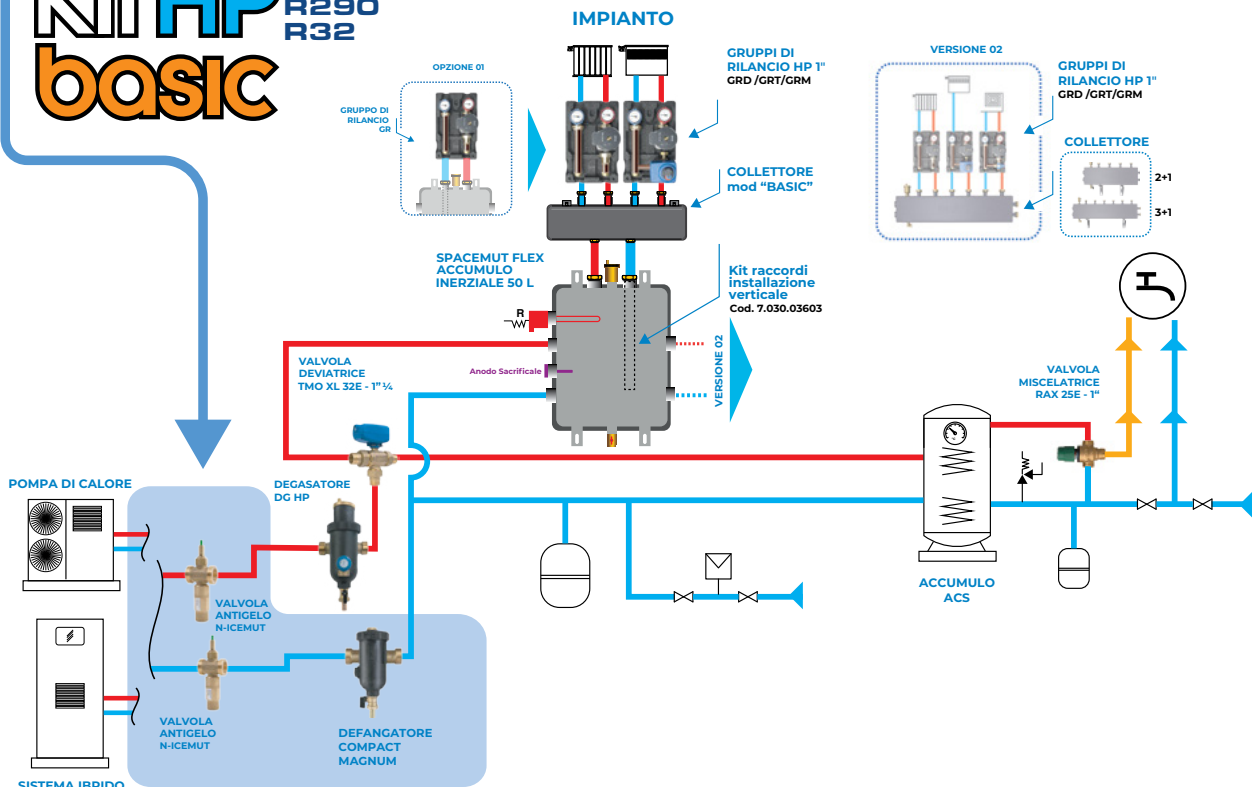 KIT HP
R290
R32
basic
IMPIANTO
OPZIONE 01
GRUPPO DI
RILANCIO
GR
GRUPPI DI
RILANCIO HP 1"
GRD /GRT/GRM
COLLETTORE
mod “BASIC”
VERSIONE 02
GRUPPI DI
RILANCIO HP 1"
GRD /GRT/GRM
COLLETTORE
2+1
3+1
SPACEMUT FLEX
ACCUMULO
INERZIALE 50 L
Kit raccordi
installazione
verticale
Cod. 7.030.03603
R
Anodo Sacrificale
VERSIONE 02
VALVOLA
DEVIATRICE
TMO XL 32E - 1” ¼
VALVOLA
MISCELATRICE
RAX 25E - 1“
POMPA DI CALORE
DEGASATORE
DG HP
VALVOLA
ANTIGELO
N-ICEMUT
ACCUMULO
ACS
VALVOLA
ANTIGELO
N-ICEMUT
DEFANGATORE
COMPACT
MAGNUM
SISTEMA IBRIDO